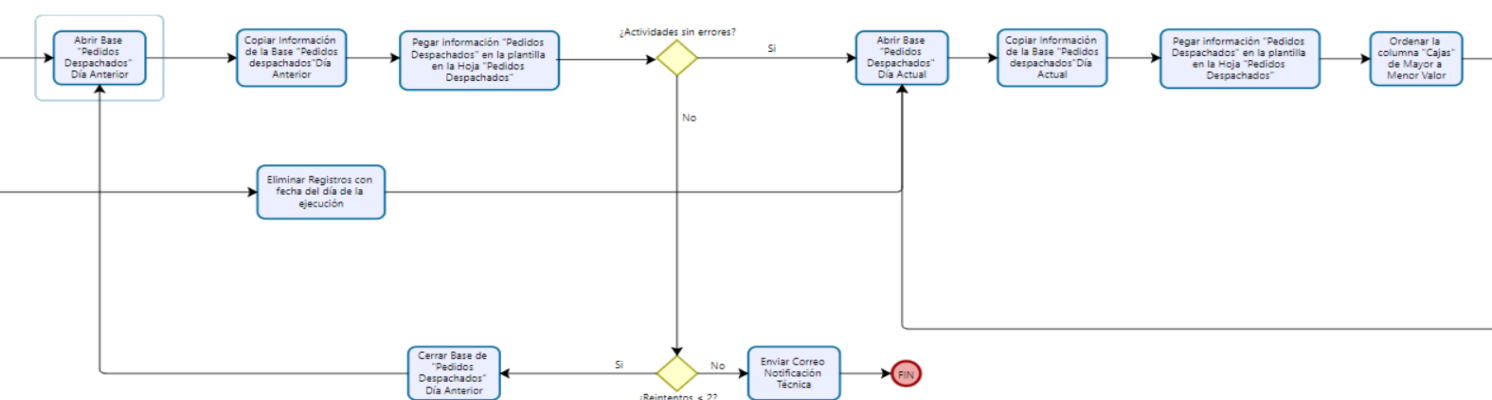 Abrir Base
"Pedidos
Despachados"
Día Anterior
Copiar Información
de la Base "Pedidos
despachados"Día
Anterior
Pegar información "Pedidos
Despachados" en la plantilla
en la Hoja "Pedidos
Despachados"
¿Actividades sin errores?
Si
No
Abrir Base
"Pedidos
Despachados"
Día Actual
Copiar Información
de la Base "Pedidos
despachados"Día
Actual
Pegar información "Pedidos
Despachados" en la plantilla
en la Hoja "Pedidos
Despachados"
Ordenar la
columna "Cajas"
de Mayor a
Menor Valor
Eliminar Registros con
fecha del día de la
ejecución
Cerrar Base de
"Pedidos
Despachados"
Día Anterior
Si
No
¿Reintentos < 2?
Enviar Correo
Notificación
Técnica
FIN